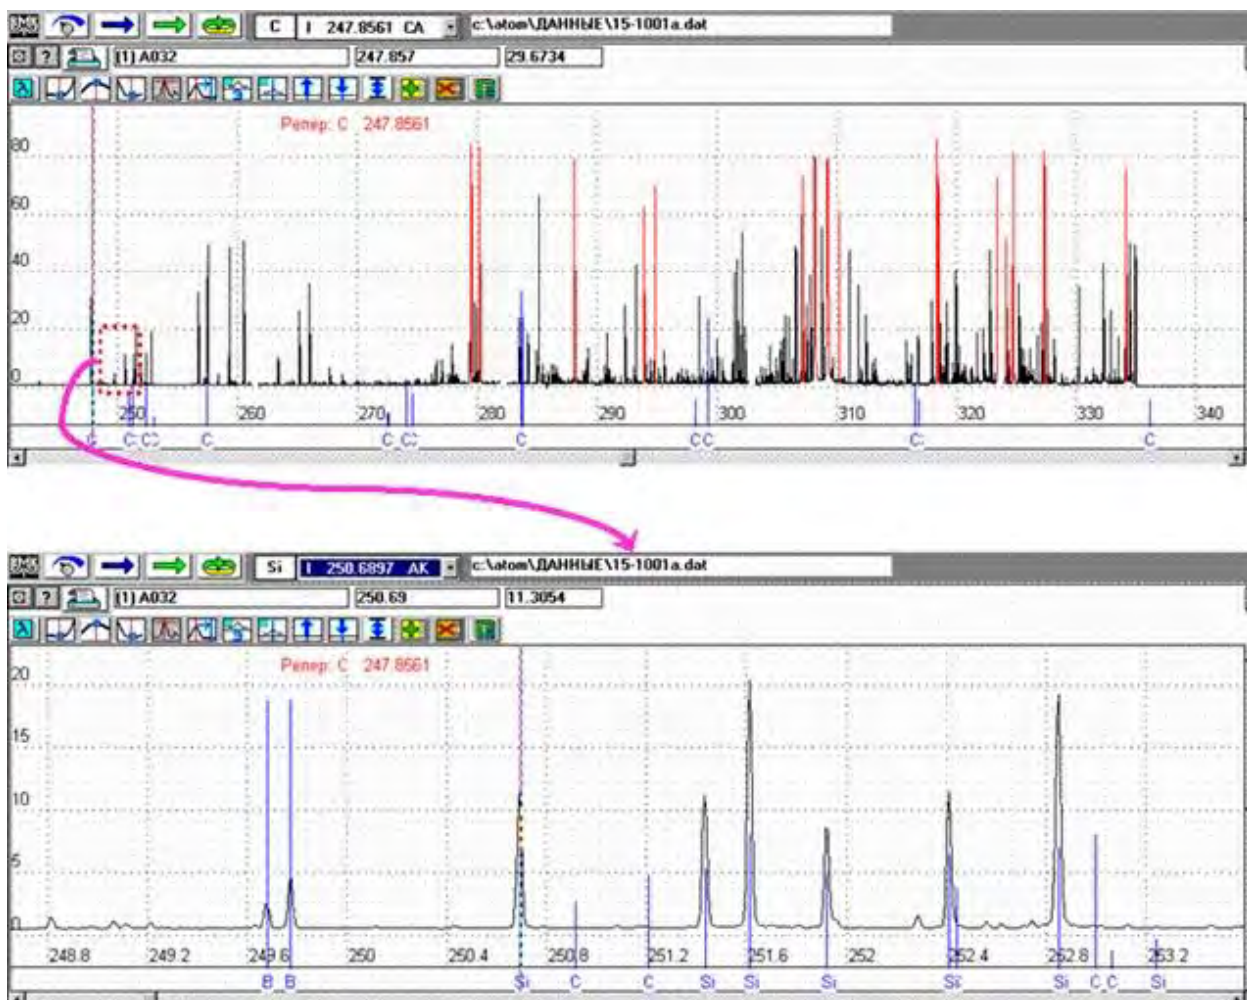 C I 247.8561 CA c:\atom\ДАННЫЕ\15-1001a.dat
? [1] A032 247.857 29.6734
Репер: C 247.8561
80
60
40
20
0
250 260 270 280 290 300 310 320 330 340
C C C C C C C C C C
Si I 250.6897 AK c:\atom\ДАННЫЕ\15-1001a.dat
? [1] A032 250.69 11.3054
Репер: C 247.8561
20
15
10
5
0
248.8 249.2 249.6 250 250.4 250.8 251.2 251.6 252 252.4 252.8 253.2
B B Si C C Si Si Si Si Si C C Si